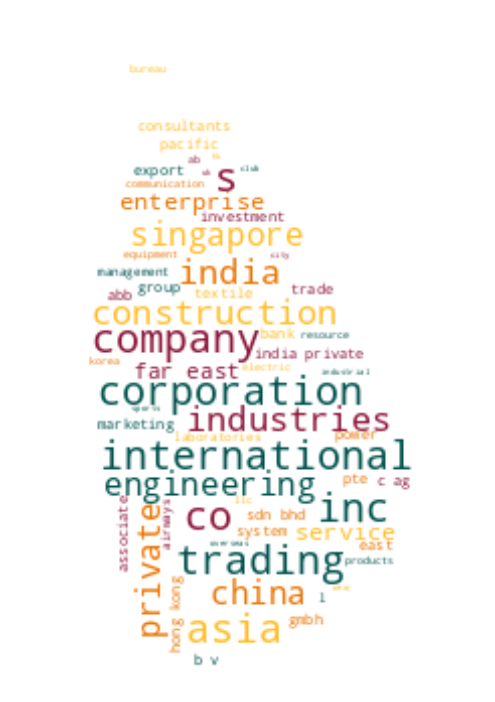 bureau
consultants
pacific
ab
export
uk
club
s
communication
enterprise
investment
singapore
equipment
city
management
india
group
textile
trade
abb
construction
company
bank
resource
india private
korea
far east
electric
industrial
corporation
sports
industries
marketing
laboratories
power
international
engineering
pte
c ag
associate
airways
private
llc
co
inc
sdn bhd
system
service
overseas
east
trading
products
hong kong
china
l
asia
gmbh
b v